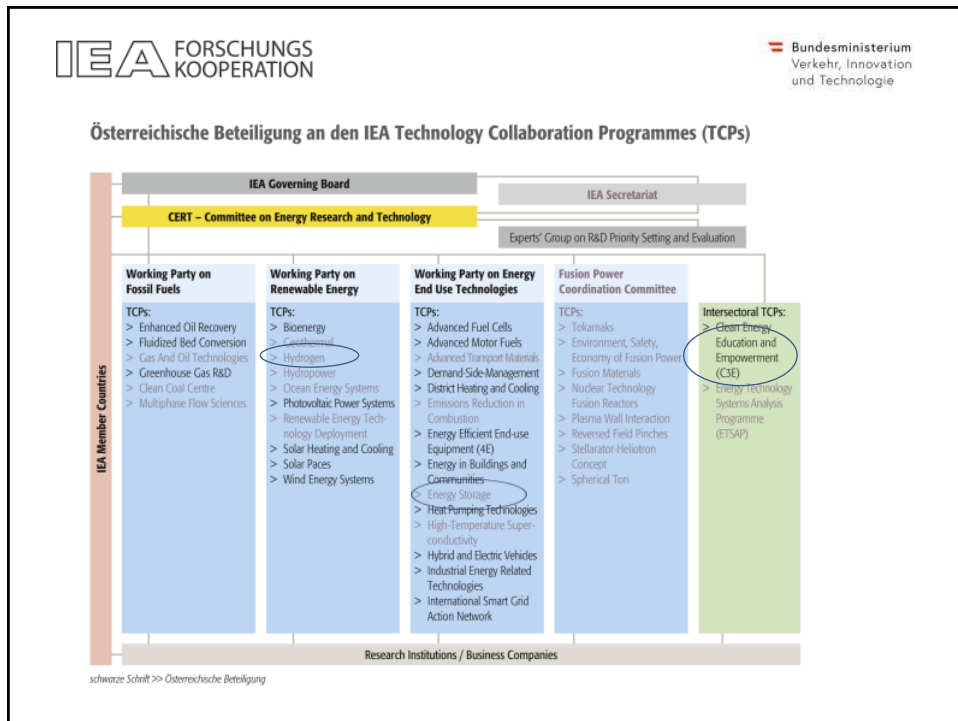 IEA FORSCHUNGS
KOOPERATION
Bundesministerium
Verkehr, Innovation
und Technologie
Österreichische Beteiligung an den IEA Technology Collaboration Programmes (TCPs)
IEA Member Countries
IEA Governing Board
IEA Secretariat
CERT – Committee on Energy Research and Technology
Experts' Group on R&D Priority Setting and Evaluation
Working Party on
Fossil Fuels
TCPs:
> Enhanced Oil Recovery
> Fluidized Bed Conversion
> Gas And Oil Technologies
> Greenhouse Gas R&D
> Clean Coal Centre
> Multiphase Flow Sciences
Working Party on
Renewable Energy
TCPs:
> Bioenergy
> Geothermal
> Hydrogen
> Hydropower
> Ocean Energy Systems
> Photovoltaic Power Systems
> Renewable Energy Tech-
nology Deployment
> Solar Heating and Cooling
> Solar Paces
> Wind Energy Systems
Working Party on Energy
End Use Technologies
TCPs:
> Advanced Fuel Cells
> Advanced Motor Fuels
> Advanced Transport Materials
> Demand-Side-Management
> District Heating and Cooling
> Emissions Reduction in
Combustion
> Energy Efficient End-use
Equipment (4E)
> Energy in Buildings and
Communities
> Energy Storage
> Heat Pumping Technologies
> High-Temperature Super-
conductivity
> Hybrid and Electric Vehicles
> Industrial Energy Related
Technologies
> International Smart Grid
Action Network
Fusion Power
Coordination Committee
TCPs:
> Tokamaks
> Environment, Safety,
Economy of Fusion Power
> Fusion Materials
> Nuclear Technology
Fusion Reactors
> Plasma Wall Interaction
> Reversed Field Pinches
> Stellarator-Heliotron
Concept
> Spherical Tori
Intersectoral TCPs:
> Clean Energy
Education and
Empowerment
(C3E)
> Energy Technology
Systems Analysis
Programme
(ETSAP)
Research Institutions / Business Companies
schwarze Schrift >> Österreichische Beteiligung